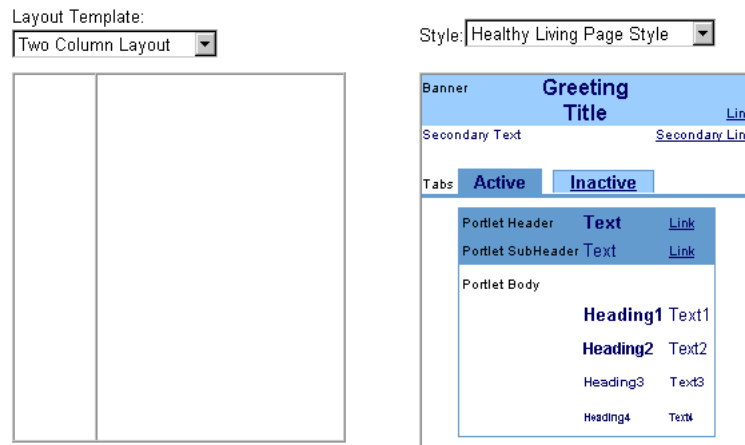 Layout Template:
Two Column Layout
Style: Healthy Living Page Style
Banner Greeting
Title Lin
Secondary Text Secondary Lin
Tabs Active Inactive
Portlet Header Text Link
Portlet SubHeader Text Link
Portlet Body
Heading1 Text1
Heading2 Text2
Heading3 Text3
Heading4 Text4